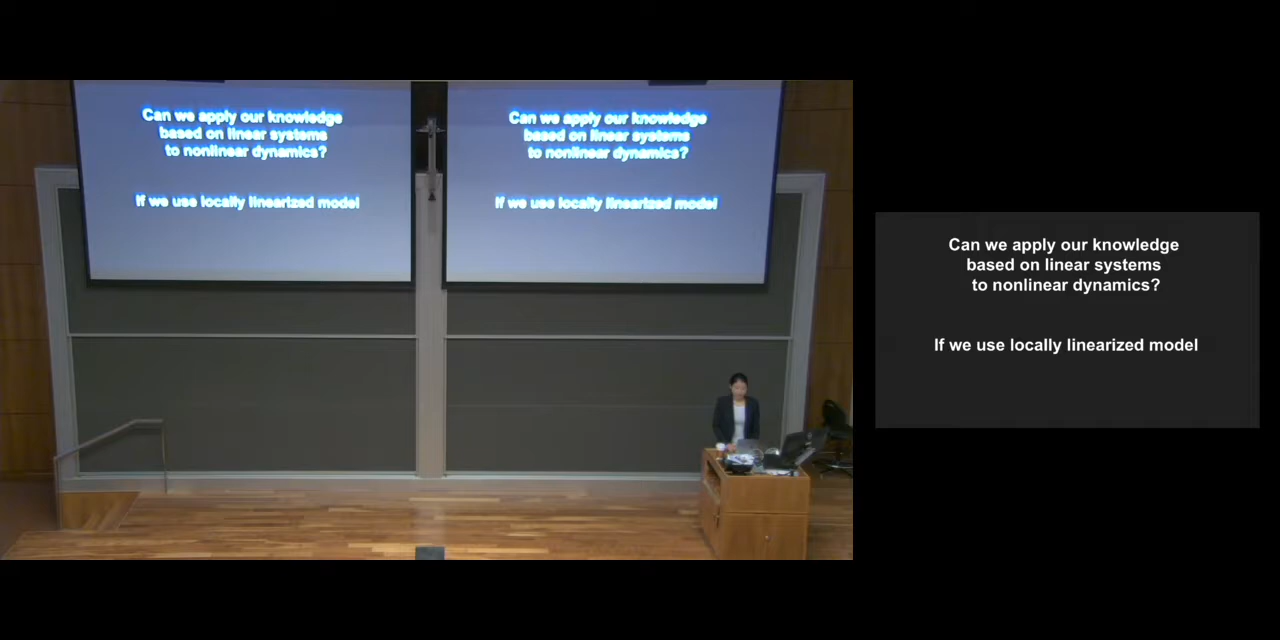 Can we apply our knowledge
based on linear systems
to nonlinear dynamics?
If we use locally linearized model
Can we apply our knowledge
based on linear systems
to nonlinear dynamics?
If we use locally linearized model
Can we apply our knowledge
based on linear systems
to nonlinear dynamics?
If we use locally linearized model